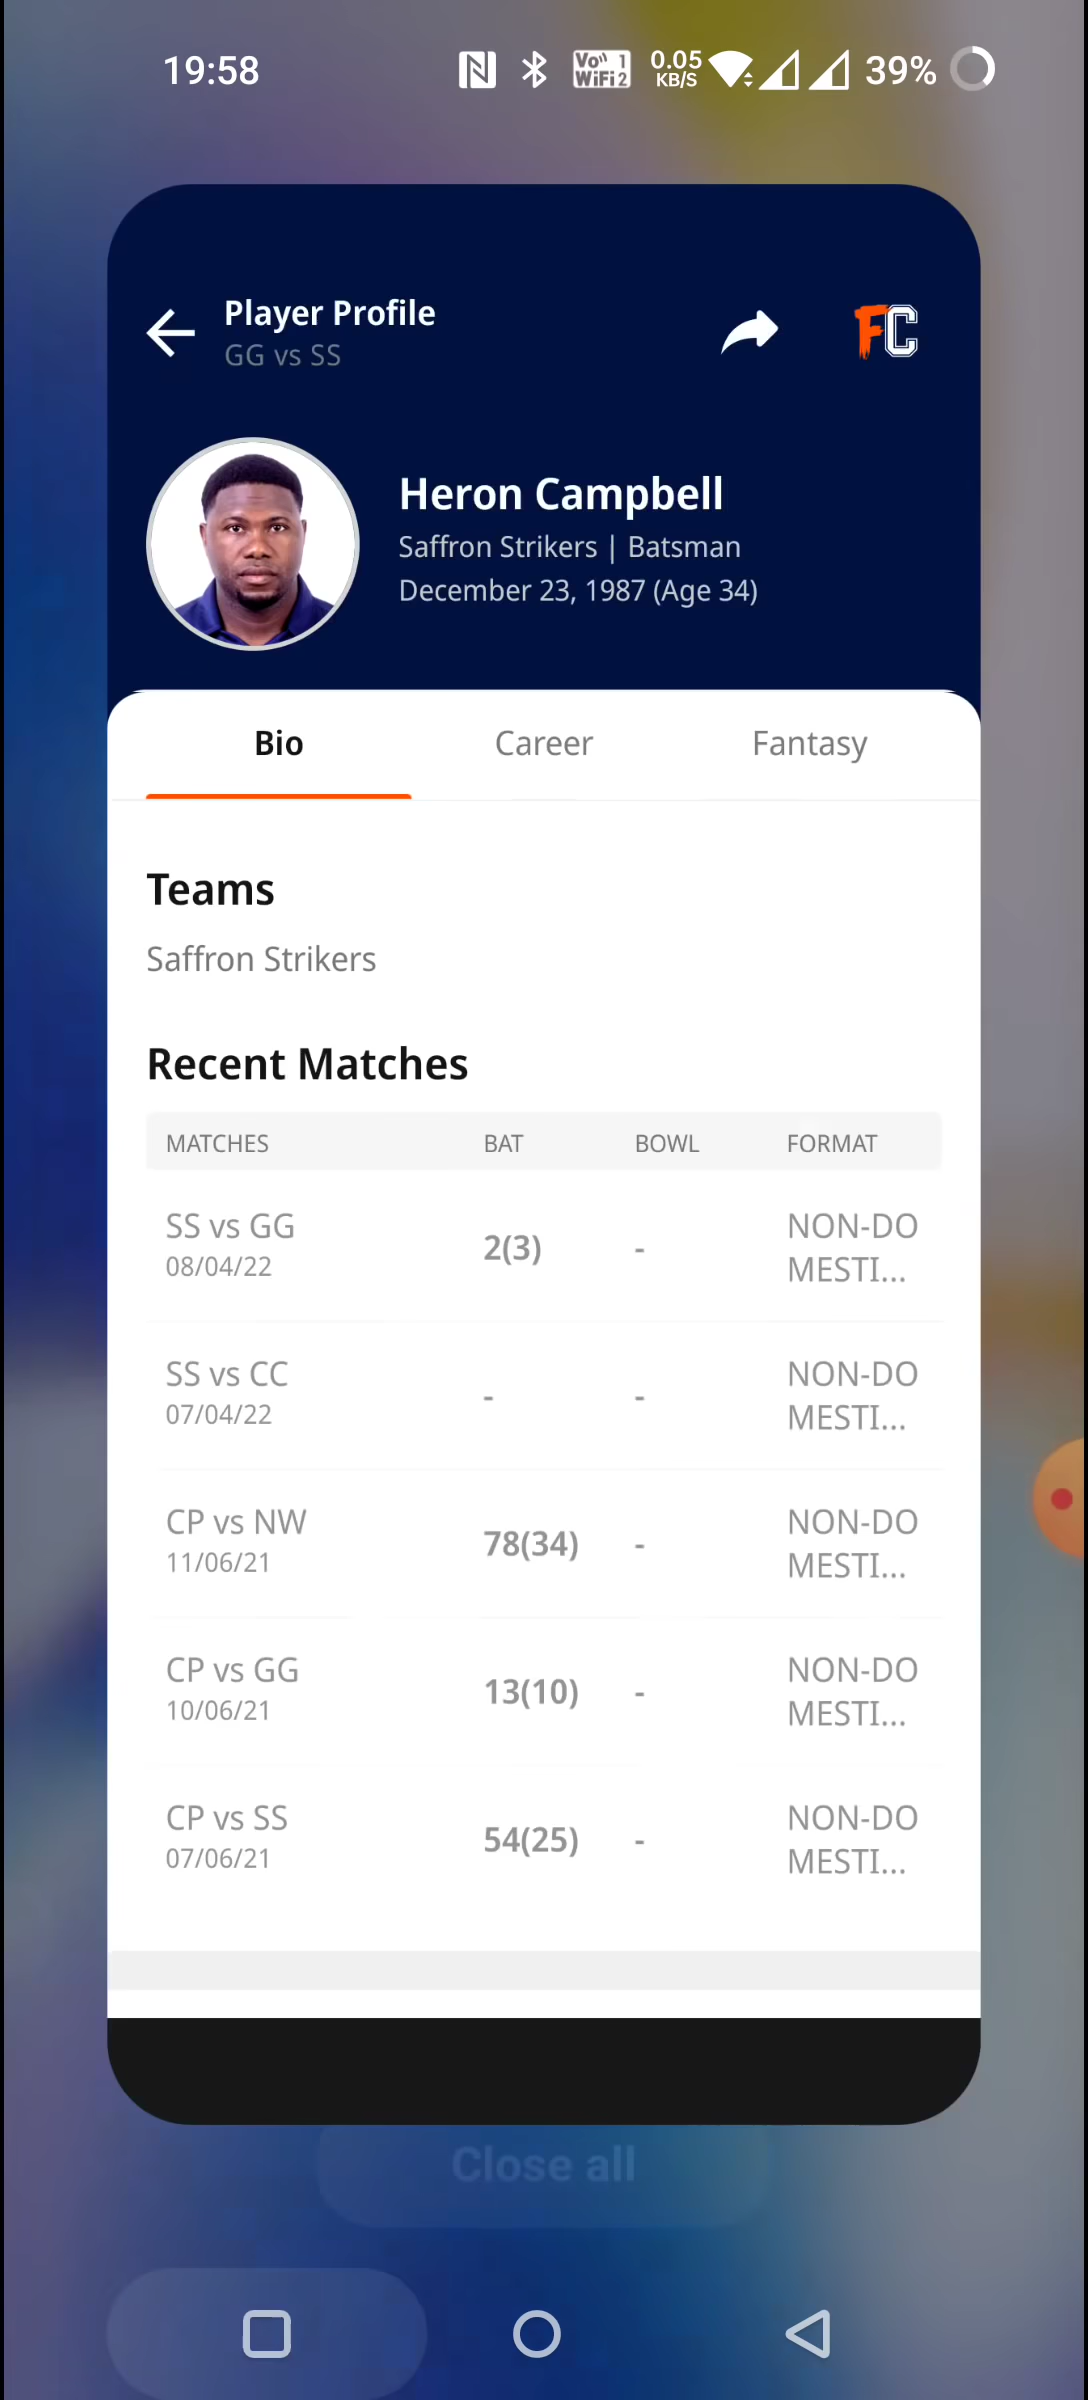 19:58
Vo 1
WiFi 2
0.05
KB/S
39%
Player Profile
GG vs SS
FC
Heron Campbell
Saffron Strikers | Batsman
December 23, 1987 (Age 34)
Bio Career Fantasy
Teams
Saffron Strikers
Recent Matches
MATCHES BAT BOWL FORMAT
SS vs GG
08/04/22
2(3) -
NON-DO
MESTI...
SS vs CC
07/04/22
- -
NON-DO
MESTI...
CP vs NW
11/06/21
78(34) -
NON-DO
MESTI...
CP vs GG
10/06/21
13(10) -
NON-DO
MESTI...
CP vs SS
07/06/21
54(25) -
NON-DO
MESTI...
Close all